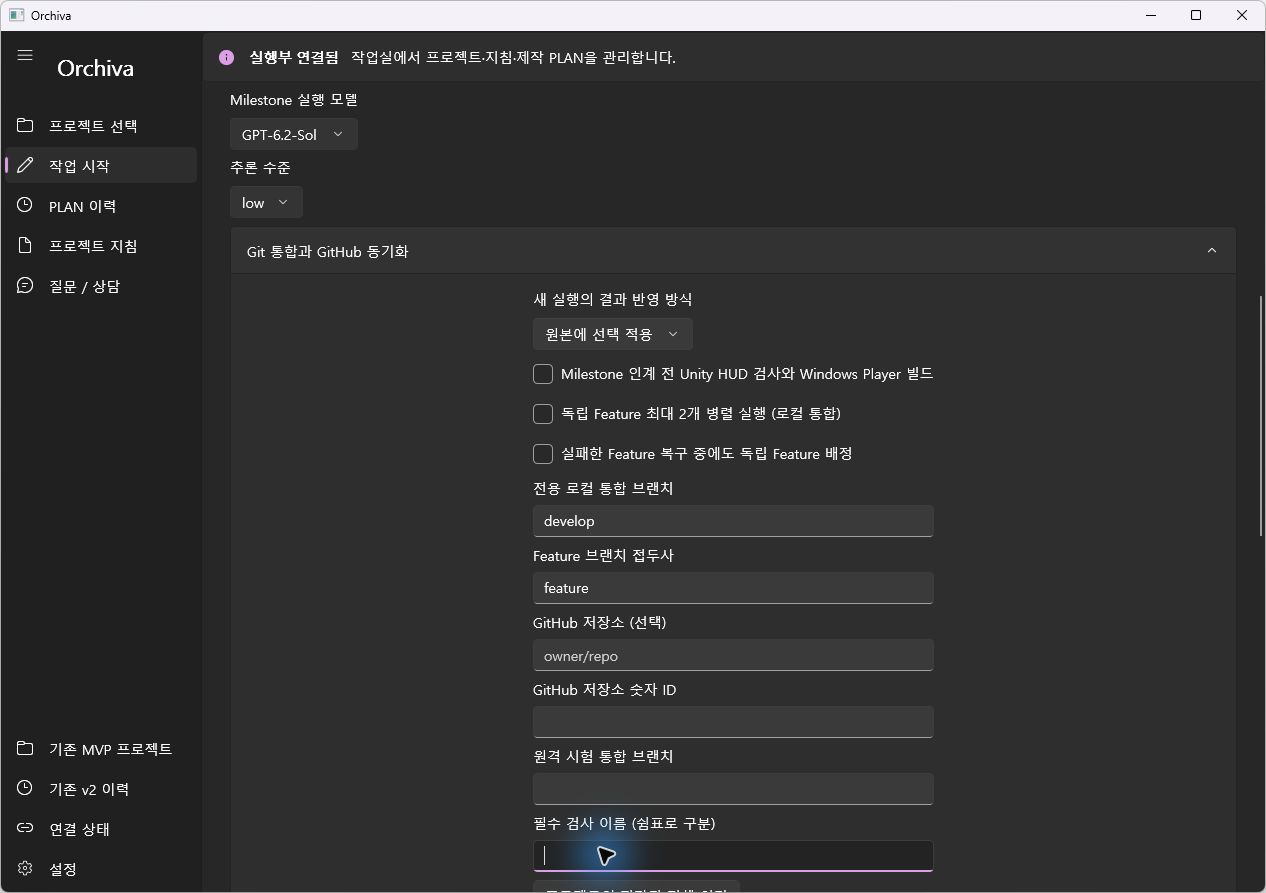 Orchiva
Orchiva
프로젝트 선택
작업 시작
PLAN 이력
프로젝트 지침
질문 / 상담
기존 MVP 프로젝트
기존 v2 이력
연결 상태
설정
실행부 연결됨 작업실에서 프로젝트·지침·제작 PLAN을 관리합니다.
Milestone 실행 모델
GPT-6.2-Sol
추론 수준
low
Git 통합과 GitHub 동기화
새 실행의 결과 반영 방식
원본에 선택 적용
Milestone 인계 전 Unity HUD 검사와 Windows Player 빌드
독립 Feature 최대 2개 병렬 실행 (로컬 통합)
실패한 Feature 복구 중에도 독립 Feature 배정
전용 로컬 통합 브랜치
develop
Feature 브랜치 접두사
feature
GitHub 저장소 (선택)
owner/repo
GitHub 저장소 숫자 ID
원격 시험 통합 브랜치
필수 검사 이름 (쉼표로 구분)